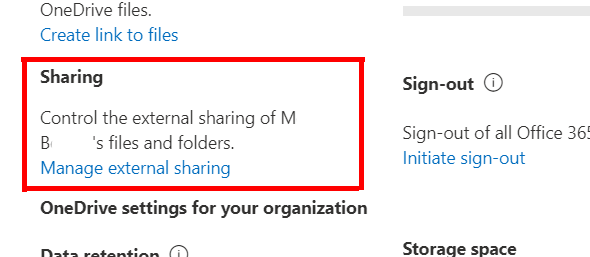 OneDrive files.
Create link to files
Sharing
Control the external sharing of M
B 's files and folders.
Manage external sharing
OneDrive settings for your organization
Data retention
Sign-out
Sign-out of all Office 365
Initiate sign-out
Storage space